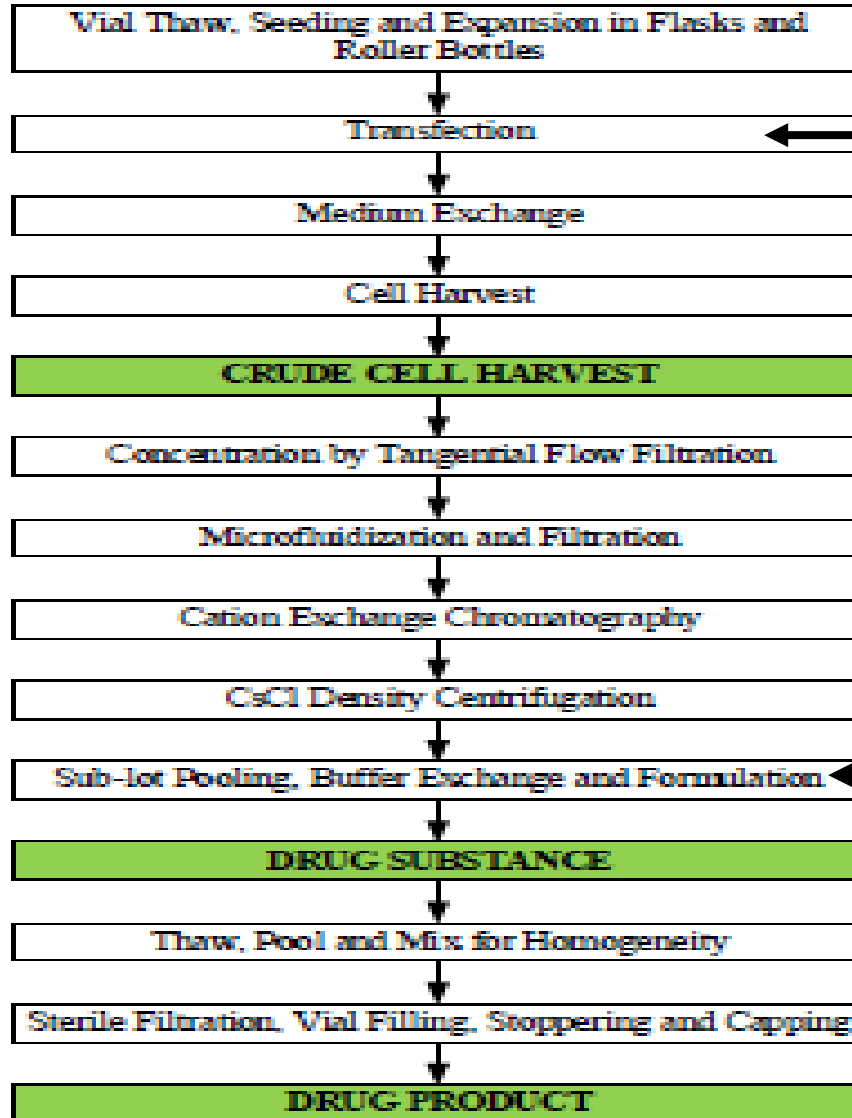 Vial Thaw, Seeding and Expansion in Flasks and
Roller Bottles
Transfection
Medium Exchange
Cell Harvest
CRUDE CELL HARVEST
Concentration by Tangential Flow Filtration
Microfluidization and Filtration
Cation Exchange Chromatography
CsCl Density Centrifugation
Sub-lot Pooling, Buffer Exchange and Formulation
DRUG SUBSTANCE
Thaw, Pool and Mix for Homogeneity
Sterile Filtration, Vial Filling, Stoppering and Capping
DRUG PRODUCT